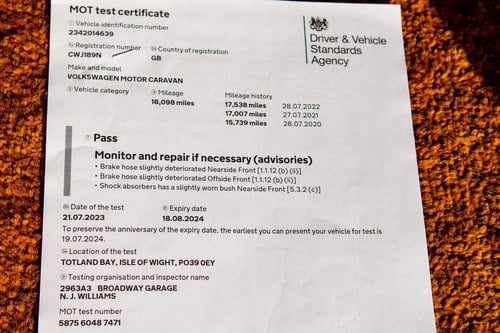 MOT test certificate
Vehicle identification number
2342014639
Registration number
CWJ189N
Country of registration
GB
Make and model
VOLKSWAGEN MOTOR CARAVAN
Vehicle category
Mileage
18,098 miles
Mileage history
17,538 miles 28.07.2022
17,007 miles 27.07.2021
15,739 miles 28.07.2020
Driver & Vehicle
Standards
Agency
Pass
Monitor and repair if necessary (advisories)
• Brake hose slightly deteriorated Nearside Front [1.1.12 (b) (ii)]
• Brake hose slightly deteriorated Offside Front [1.1.12 (b) (ii)]
• Shock absorbers has a slightly worn bush Nearside Front [5.3.2 (c)]
Date of the test
21.07.2023
Expiry date
18.08.2024
To preserve the anniversary of the expiry date, the earliest you can present your vehicle for test is
19.07.2024.
Location of the test
TOTLAND BAY, ISLE OF WIGHT, PO39 0EY
Testing organisation and inspector name
2963A3 BROADWAY GARAGE
N. J. WILLIAMS
MOT test number
5875 6048 7471